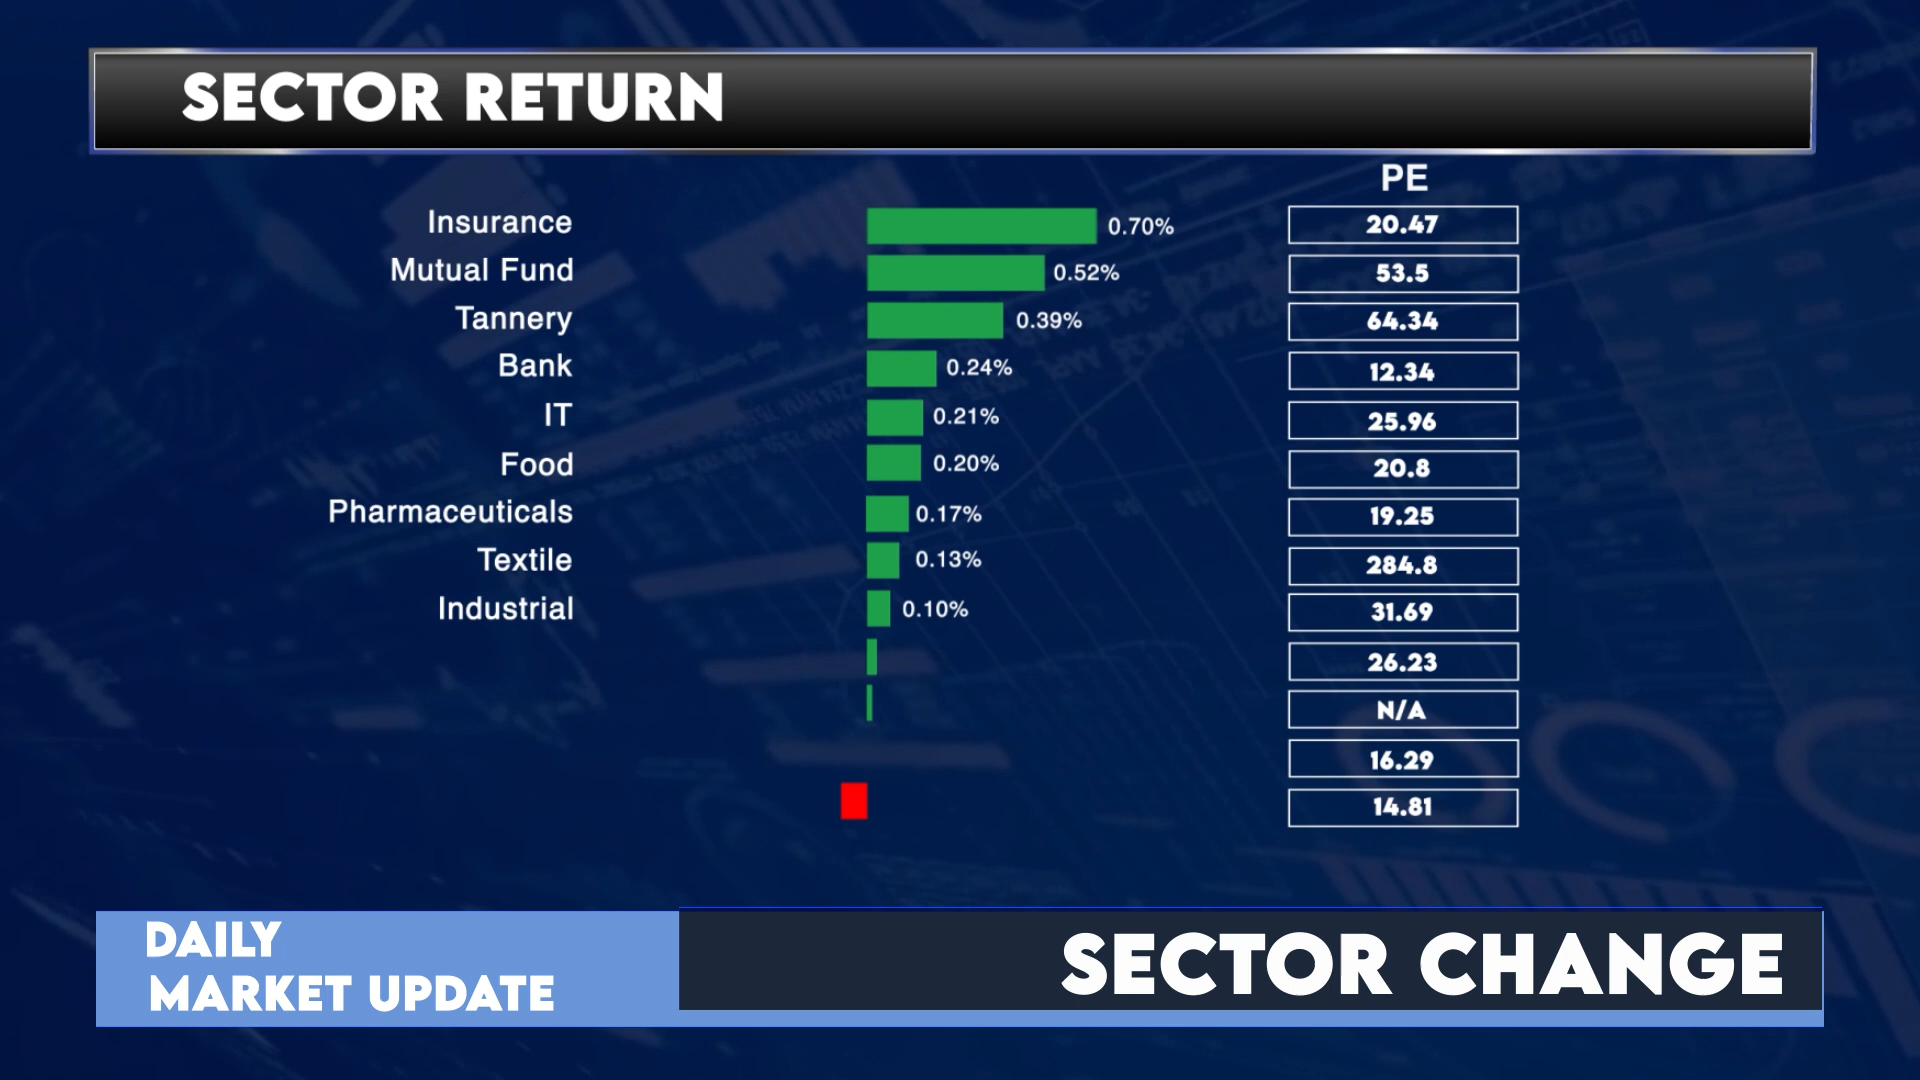 SECTOR RETURN
PE
Insurance 0.70% 20.47
Mutual Fund 0.52% 53.5
Tannery 0.39% 64.34
Bank 0.24% 12.34
IT 0.21% 25.96
Food 0.20% 20.8
Pharmaceuticals 0.17% 19.25
Textile 0.13% 284.8
Industrial 0.10% 31.69
26.23
N/A
16.29
14.81
DAILY
MARKET UPDATE
SECTOR CHANGE